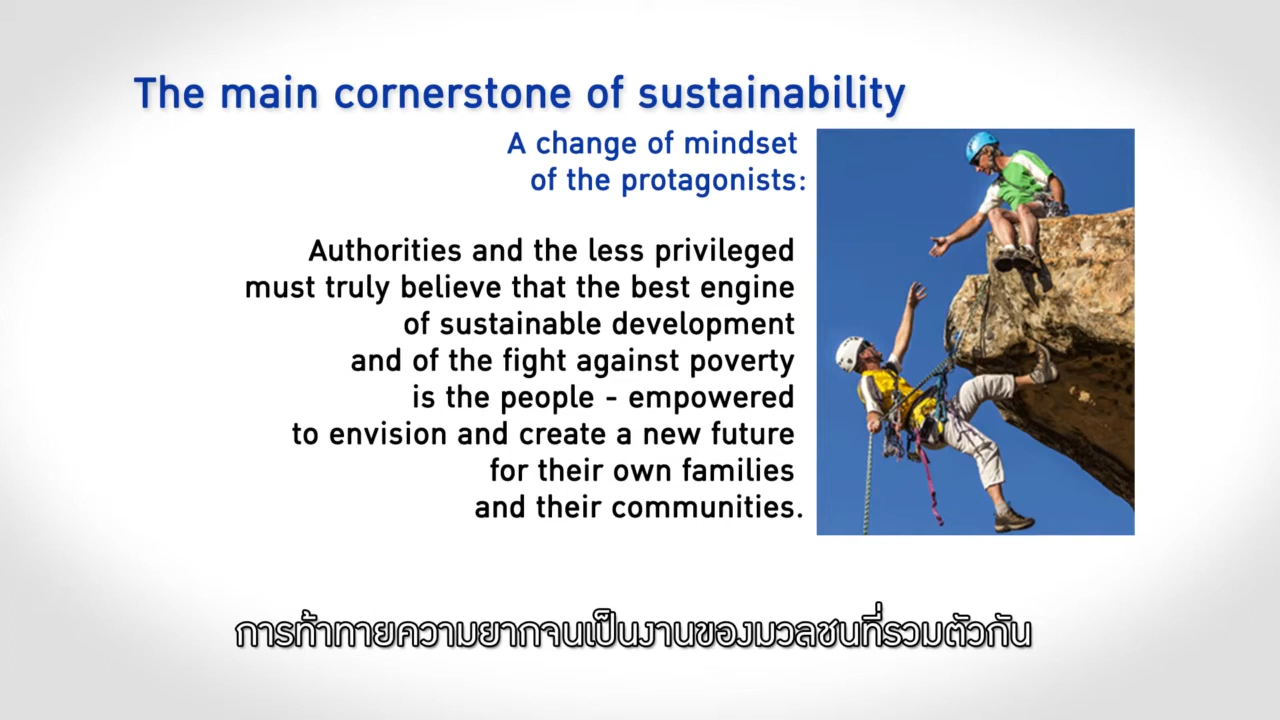 The main cornerstone of sustainability
A change of mindset
of the protagonists:
Authorities and the less privileged
must truly believe that the best engine
of sustainable development
and of the fight against poverty
is the people - empowered
to envision and create a new future
for their own families
and their communities.
การท้าทายความยากจนเป็นงานของมวลชนที่รวมตัวกัน